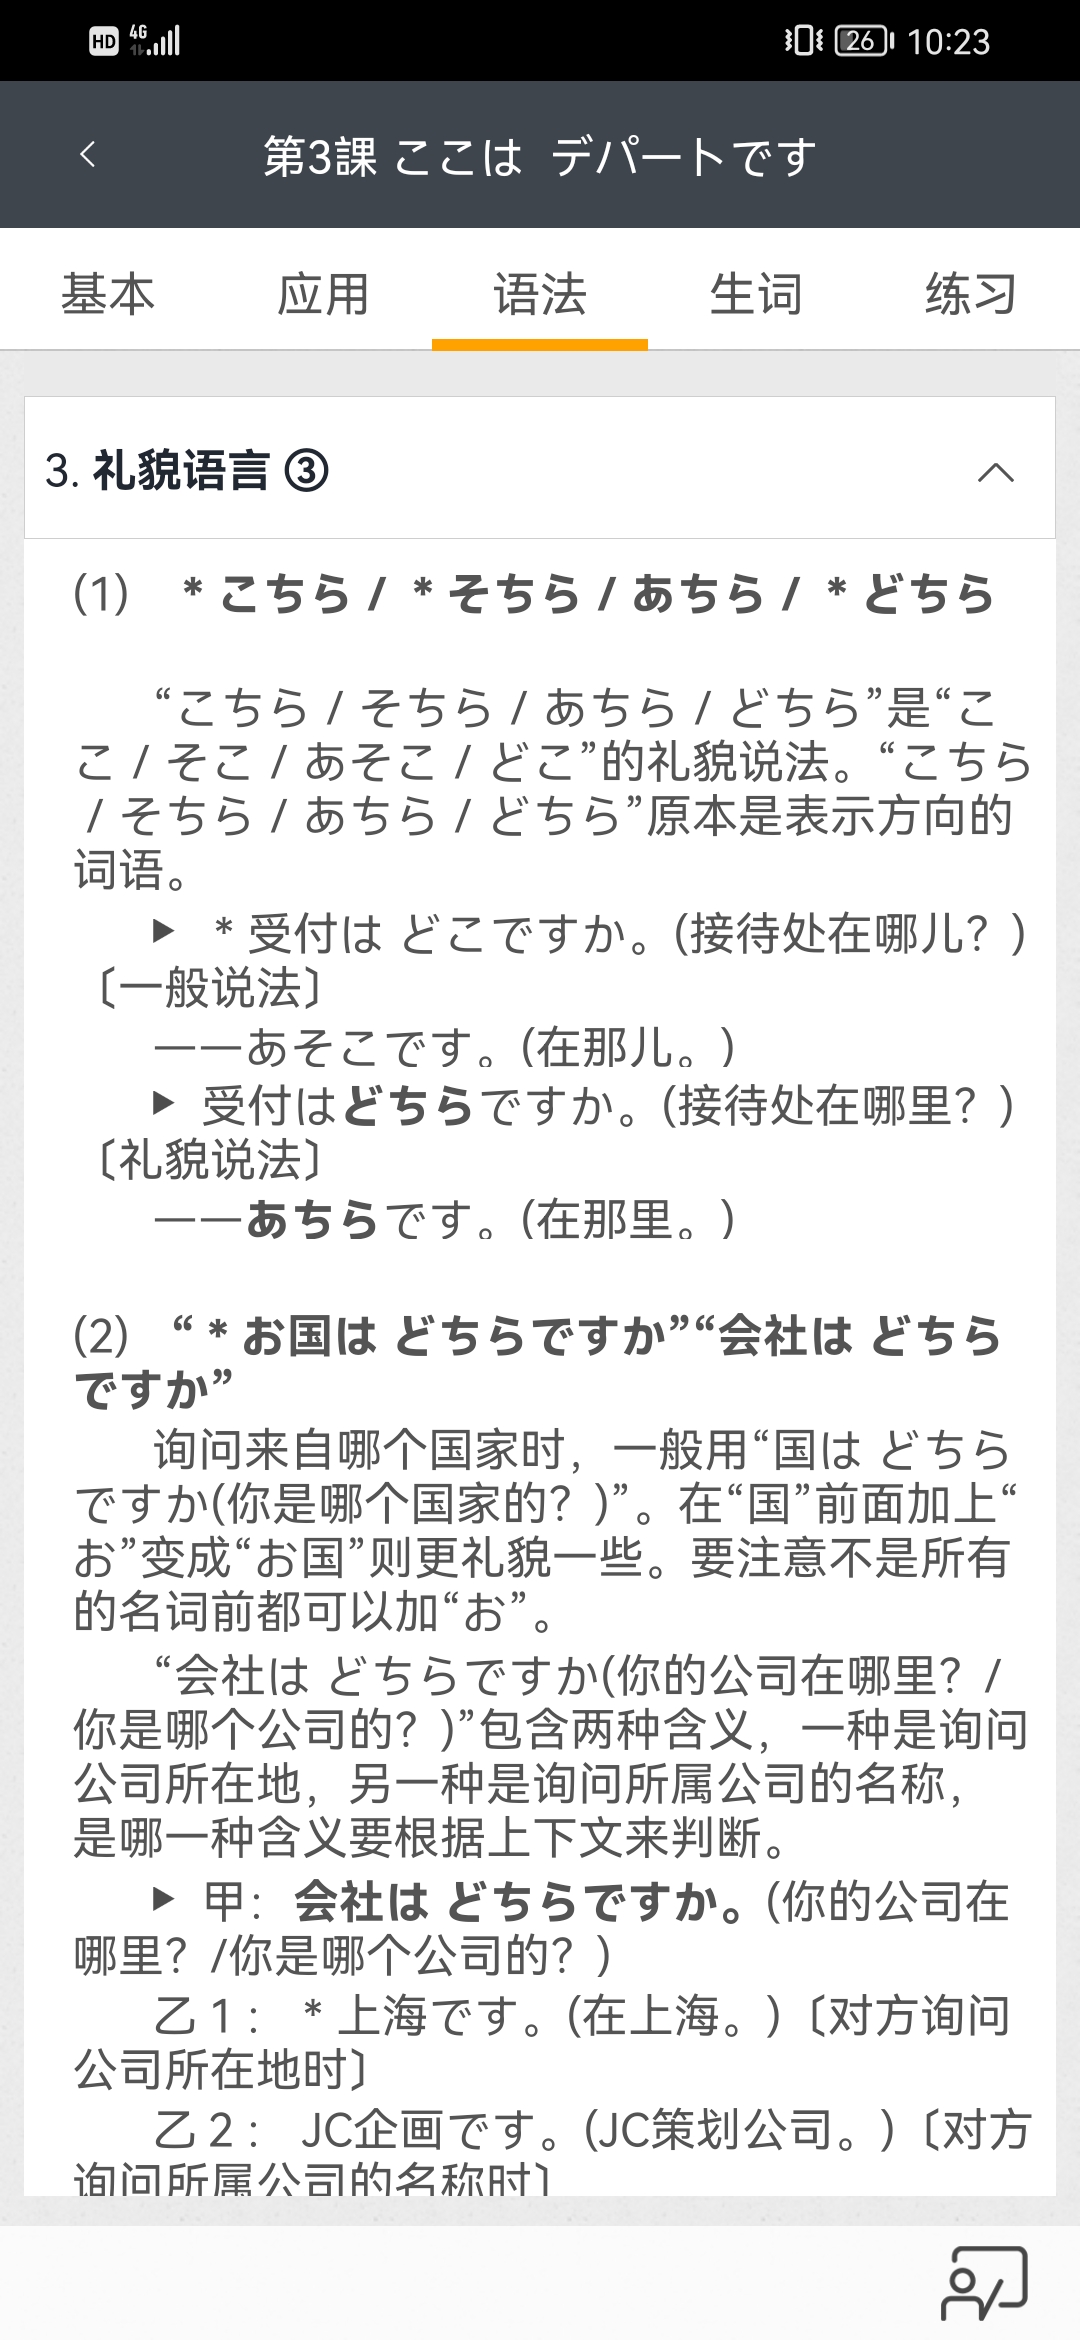 HD 4G 26 10:23
第3課 ここは デパートです
基本 应用 语法 生词 练习
3. 礼貌语言 ③
(1) * こちら / * そちら / あちら / * どちら
“こちら / そちら / あちら / どちら”是“こ
こ / そこ / あそこ / どこ”的礼貌说法。“こちら
/ そちら / あちら / どちら”原本是表示方向的
词语。
▶ * 受付は どこですか。(接待处在哪儿？)
〔一般说法〕
——あそこです。(在那儿。)
▶ 受付はどちらですか。(接待处在哪里？)
〔礼貌说法〕
——あちらです。(在那里。)
(2) “ * お国は どちらですか”“会社は どちら
ですか”
询问来自哪个国家时，一般用“国は どちら
ですか(你是哪个国家的？)”。在“国”前面加上“
お”变成“お国”则更礼貌一些。要注意不是所有
的名词前都可以加“お”。
“会社は どちらですか(你的公司在哪里？/
你是哪个公司的？)”包含两种含义，一种是询问
公司所在地，另一种是询问所属公司的名称，
是哪一种含义要根据上下文来判断。
▶ 甲：会社は どちらですか。(你的公司在
哪里？/你是哪个公司的？)
乙1： * 上海です。(在上海。)〔对方询问
公司所在地时〕
乙2： JC企画です。(JC策划公司。)〔对方
询问所属公司的名称时〕